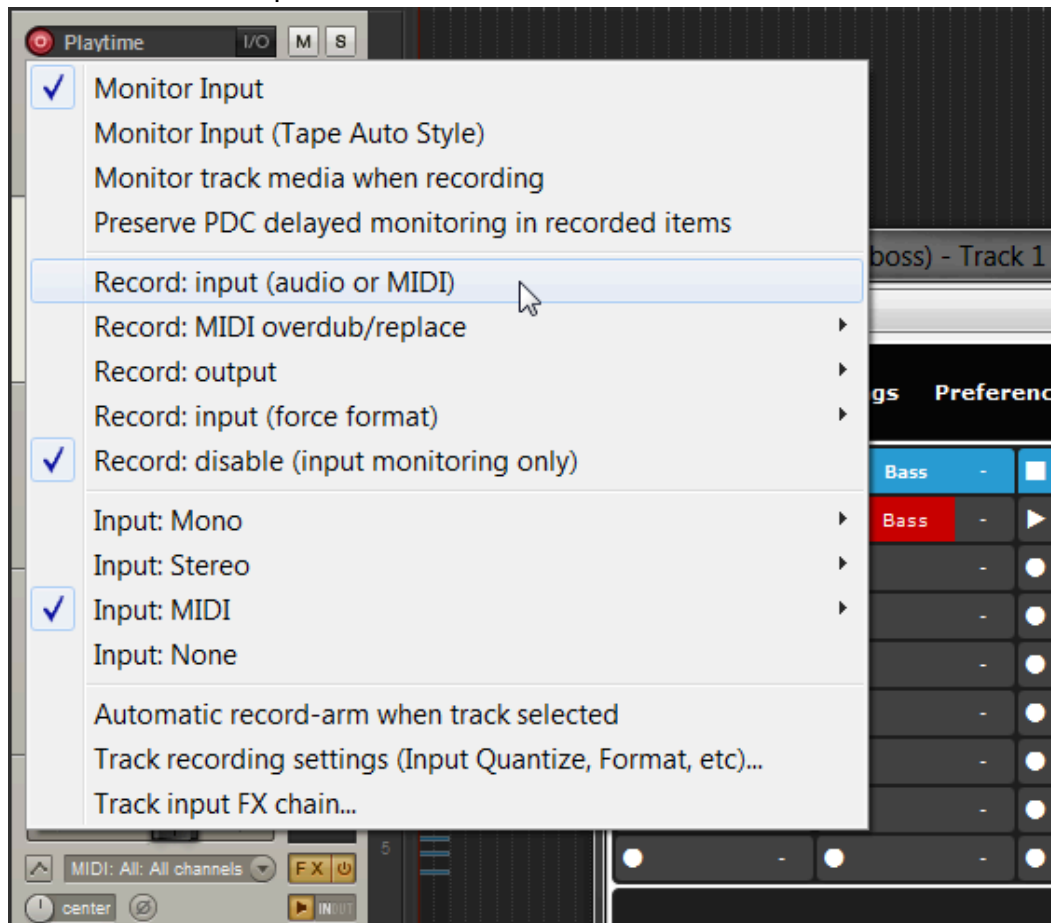 Playtime I/O M S
Monitor Input
Monitor Input (Tape Auto Style)
Monitor track media when recording
Preserve PDC delayed monitoring in recorded items
boss) - Track 1
Record: input (audio or MIDI)
Record: MIDI overdub/replace
Record: output
gs Preferenc
Record: input (force format)
Record: disable (input monitoring only)
Bass -
Input: Mono
Bass -
Input: Stereo
-
Input: MIDI
-
Input: None
-
Automatic record-arm when track selected
-
Track recording settings (Input Quantize, Format, etc)...
-
Track input FX chain...
-
5
- -
MIDI: All: All channels FX
center INOUT